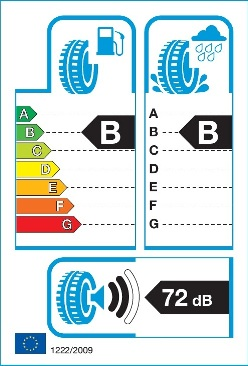 A A
B B B B
C C
D D
E E
F F
G G
72 dB
1222/2009